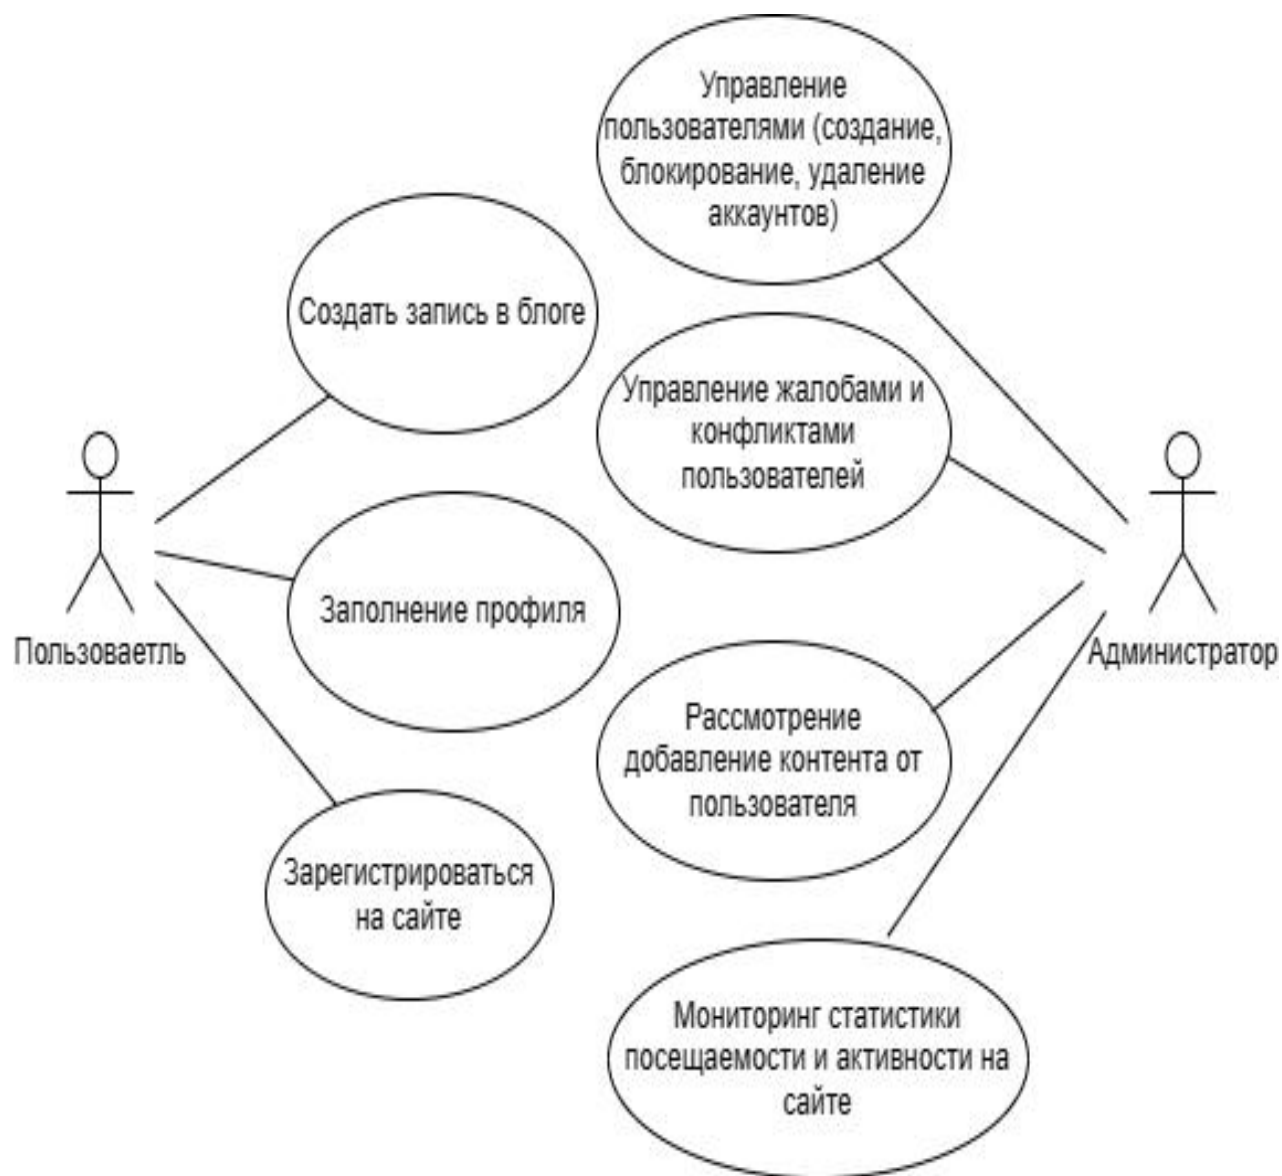 Управление
пользователями (создание,
блокирование, удаление
аккаунтов)
Создать запись в блоге
Управление жалобами и
конфликтами
пользователей
Заполнение профиля
Пользоваетль
Администратор
Рассмотрение
добавление контента от
пользователя
Зарегистрироваться
на сайте
Мониторинг статистики
посещаемости и активности на
сайте